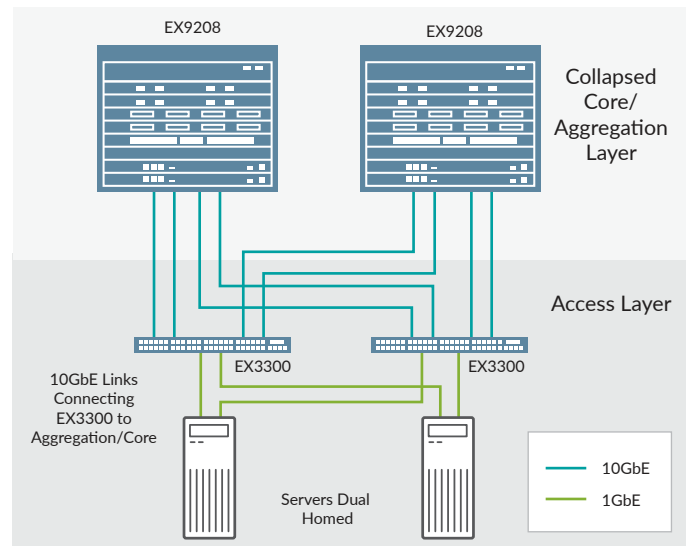 EX9208
EX9208
Collapsed
Core/
Aggregation
Layer
Access Layer
EX3300
EX3300
10GbE Links
Connecting
EX3300 to
Aggregation/Core
Servers Dual
Homed
10GbE
1GbE